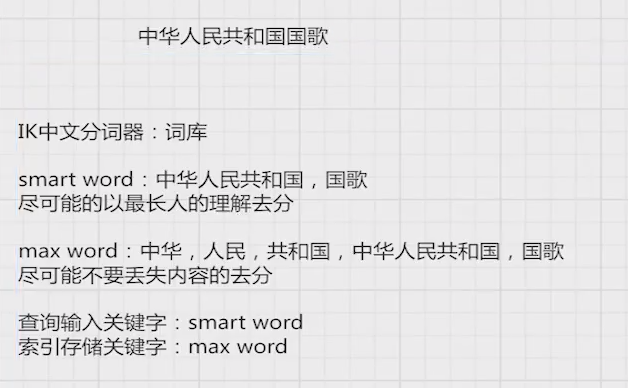 中华人民共和国国歌
IK中文分词器：词库
smart word：中华人民共和国，国歌
尽可能的以最长人的理解去分
max word：中华，人民，共和国，中华人民共和国，国歌
尽可能不要丢失内容的去分
查询输入关键字：smart word
索引存储关键字：max word